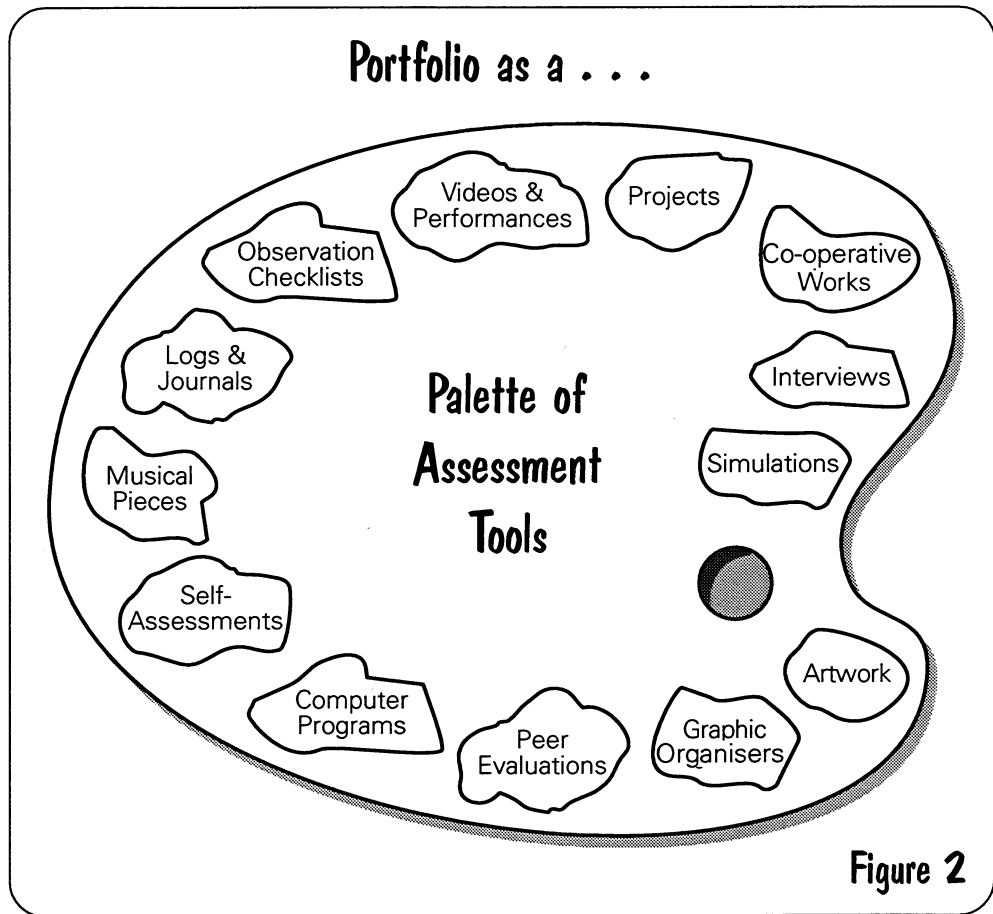 Portfolio as a . . .
Videos &
Performances
Projects
Observation
Checklists
Co-operative
Works
Logs &
Journals
Interviews
Palette of
Assessment
Tools
Musical
Pieces
Simulations
Self-
Assessments
Artwork
Computer
Programs
Peer
Evaluations
Graphic
Organisers
Figure 2